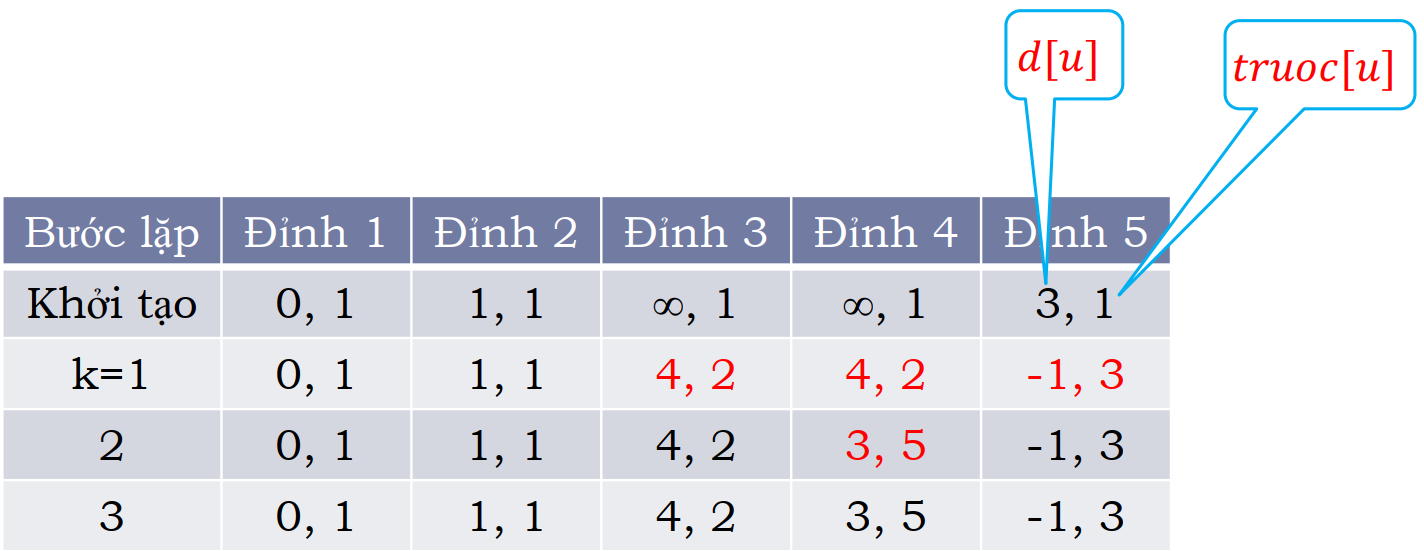 d[u]
truoc[u]
Bước lặp Đỉnh 1 Đỉnh 2 Đỉnh 3 Đỉnh 4 Đỉnh 5
Khởi tạo 0, 1 1, 1 ∞, 1 ∞, 1 3, 1
k=1 0, 1 1, 1 4, 2 4, 2 -1, 3
2 0, 1 1, 1 4, 2 3, 5 -1, 3
3 0, 1 1, 1 4, 2 3, 5 -1, 3